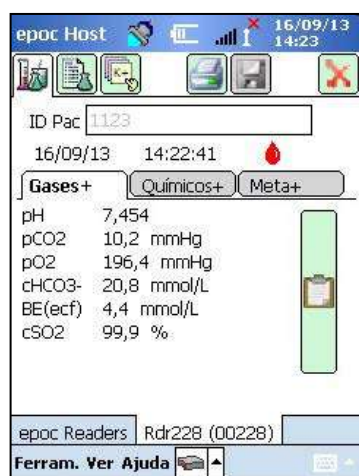 epoc Host 16/09/13
14:23
ID Pac 1123
16/09/13 14:22:41
Gases+ Químicos+ Meta+
pH 7,454
pCO2 10,2 mmHg
pO2 196,4 mmHg
cHCO3- 20,8 mmol/L
BE(ecf) 4,4 mmol/L
cSO2 99,9 %
epoc Readers Rdr228 (00228)
Ferram. Ver Ajuda